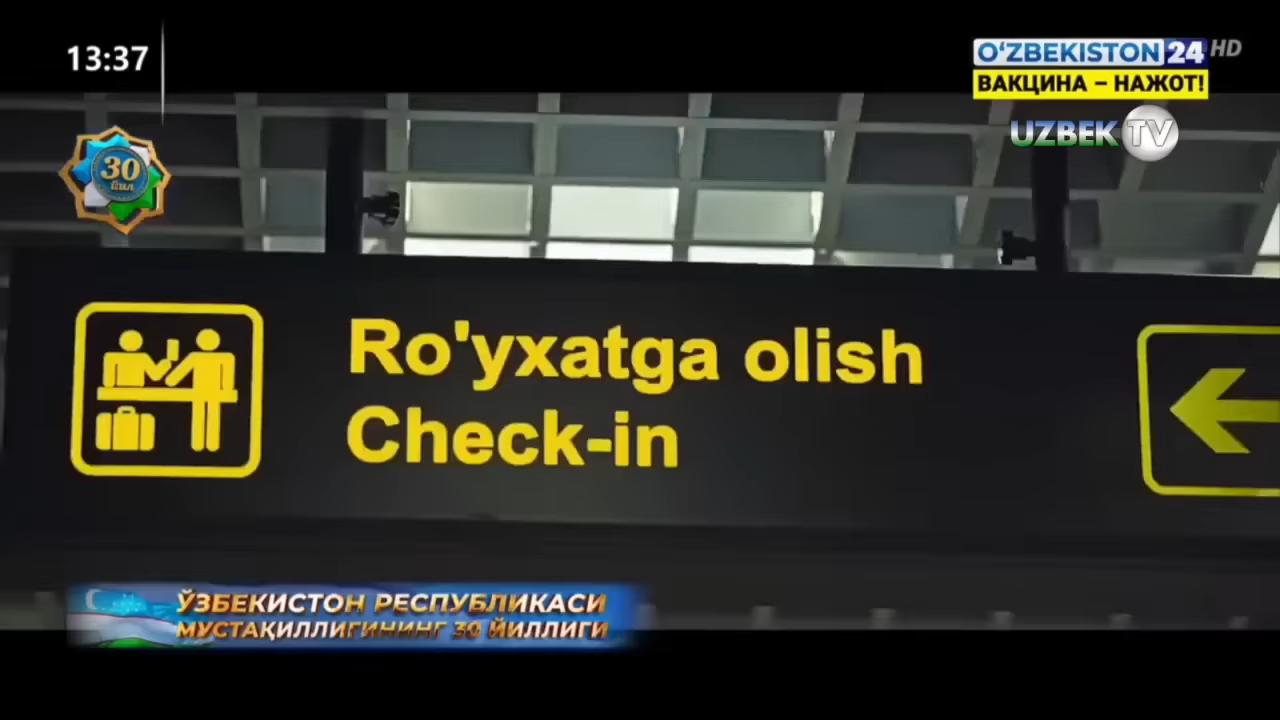 13:37
O‘ZBEKISTON 24 HD
ВАКЦИНА – НАЖОТ!
UZBEK TV
30
йил
Ro'yxatga olish
Check-in
ЎЗБЕКИСТОН РЕСПУБЛИКАСИ
МУСТАҚИЛЛИГИНИНГ 30 ЙИЛЛИГИ